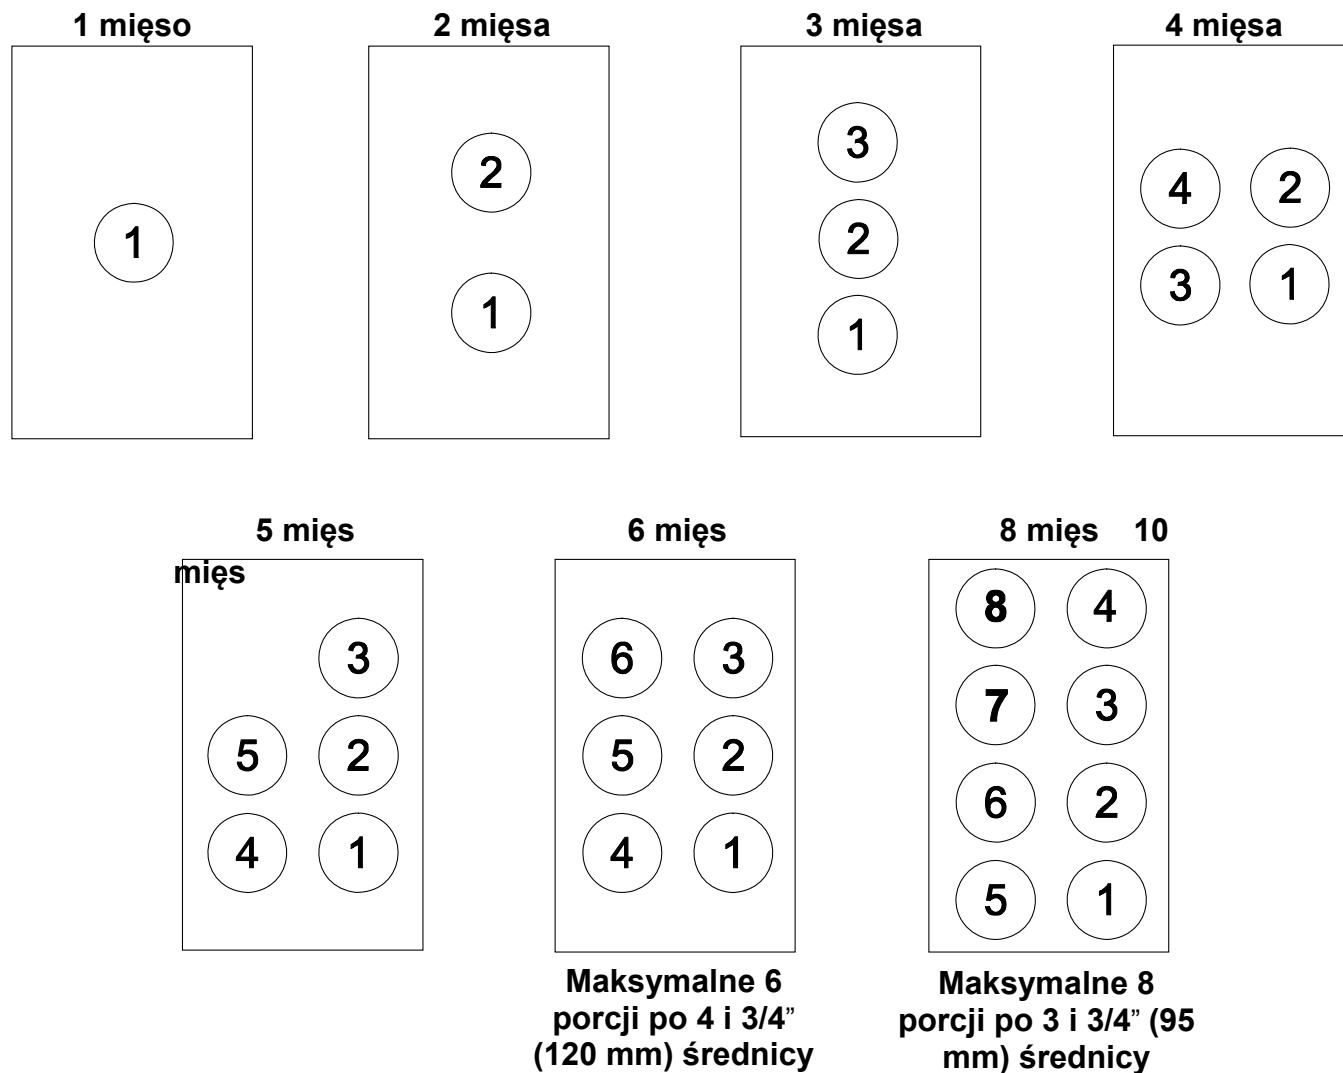 1 mięso
2 mięsa
3 mięsa
4 mięsa
1
2
1
3
2
1
4 2
3 1
5 mięs
6 mięs
8 mięs 10
mięs
3
5 2
4 1
6 3
5 2
4 1
8 4
7 3
6 2
5 1
Maksymalne 6
porcji po 4 i 3/4”
(120 mm) średnicy
Maksymalne 8
porcji po 3 i 3/4” (95
mm) średnicy